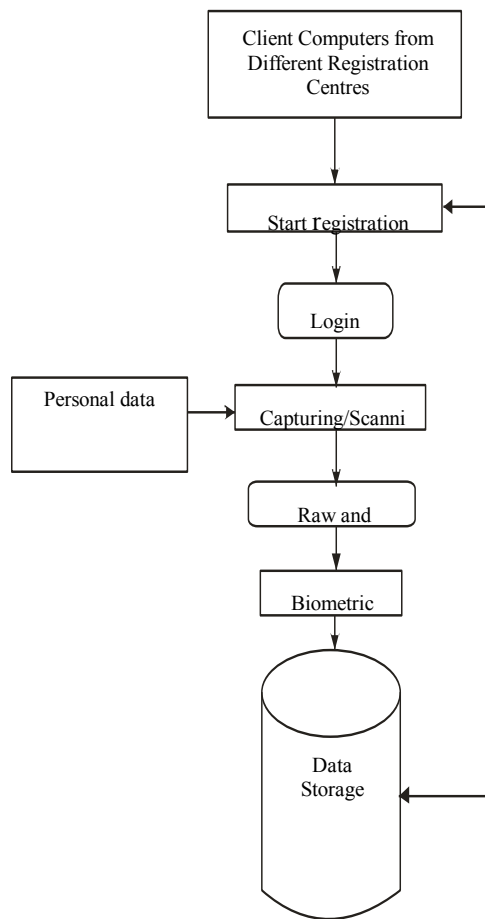 Client Computers from
Different Registration
Centres
Start registration
Login
Personal data
Capturing/Scanni
Raw and
Biometric
Data
Storage